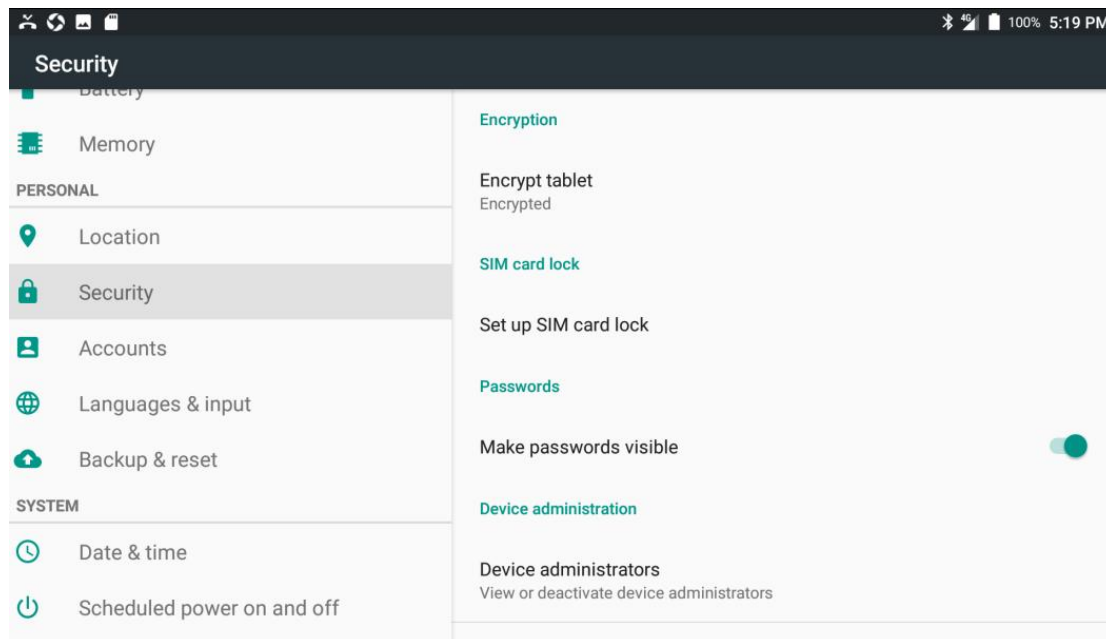 4G 100% 5:19 PM
Security
Battery
Memory
PERSONAL
Location
Security
Accounts
Languages & input
Backup & reset
SYSTEM
Date & time
Scheduled power on and off
Encryption
Encrypt tablet
Encrypted
SIM card lock
Set up SIM card lock
Passwords
Make passwords visible
Device administration
Device administrators
View or deactivate device administrators